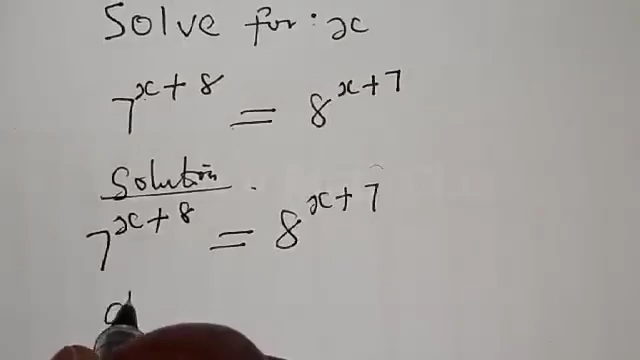 Solve for : x
7^{x+8} = 8^{x+7}
Solution
7^{x+8} = 8^{x+7}